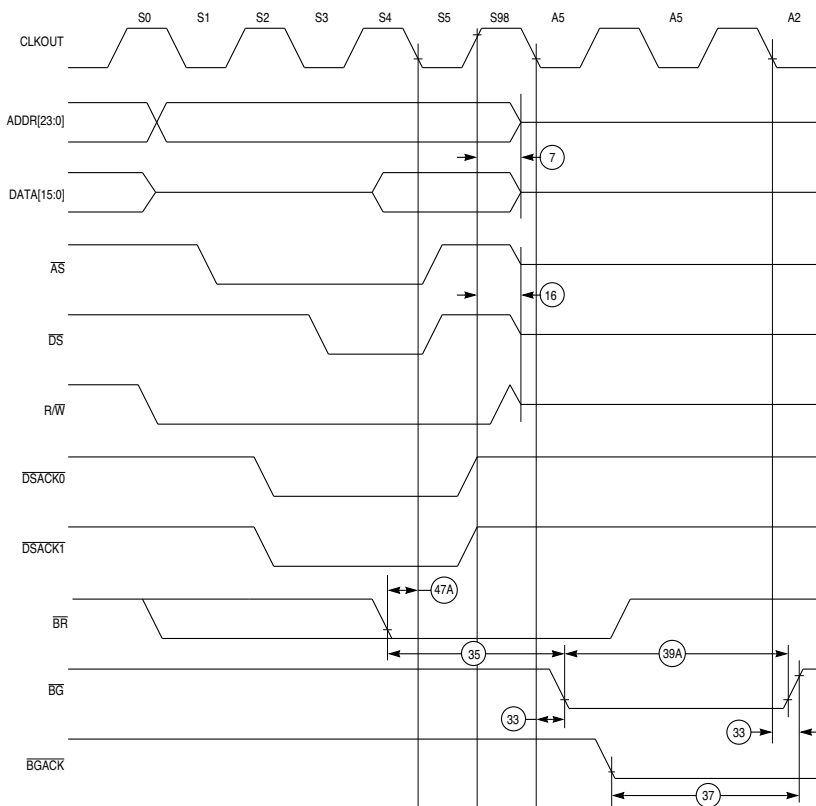 S0 S1 S2 S3 S4 S5 S98 A5 A5 A2
CLKOUT
ADDR[23:0]
7
DATA[15:0]
AS
16
DS
R/W
DSACK0
DSACK1
47A
BR
35 39A
BG
33 33
BGACK
37